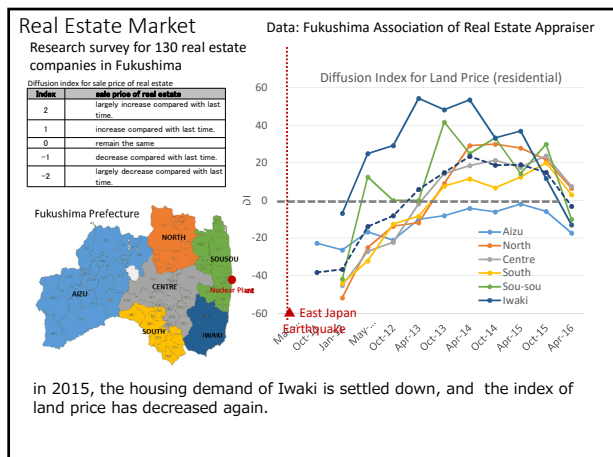 Real Estate Market
Data: Fukushima Association of Real Estate Appraiser
Research survey for 130 real estate
companies in Fukushima
Diffusion index for sale price of real estate
Index sale price of real estate
2 largely increase compared with last
time.
1 increase compared with last time.
0 remain the same
-1 decrease compared with last time.
-2 largely decrease compared with last
time.
Fukushima Prefecture
NORTH
SOUSOU
Nuclear Plant
AIZU
CENTRE
SOUTH
IWAKI
Diffusion Index for Land Price (residential)
DI
60
40
20
0
-20
-40
-60
East Japan
Earthquake
Oct-12
Apr-13
Oct-13
Apr-14
Oct-14
Apr-15
Oct-15
Apr-16
Aizu
North
Centre
South
Sou-sou
Iwaki
in 2015, the housing demand of Iwaki is settled down, and the index of
land price has decreased again.